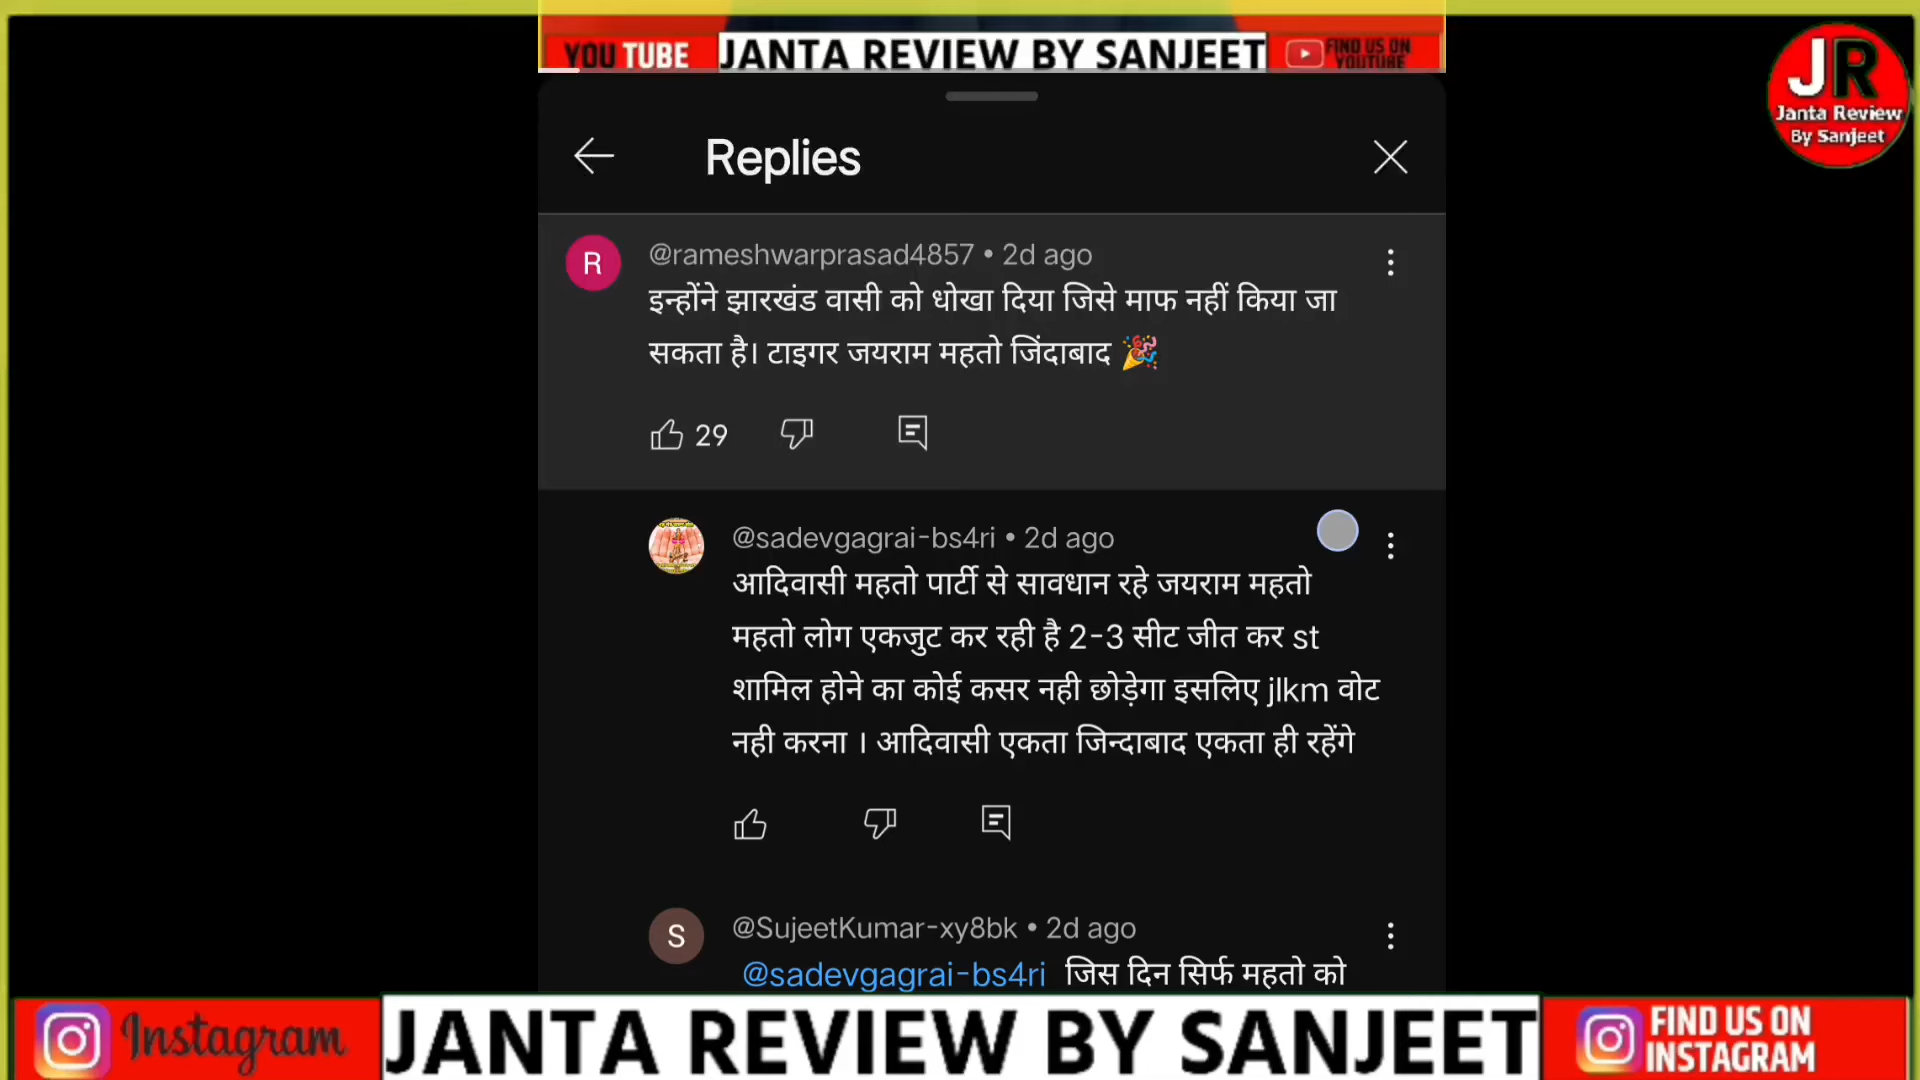 YOU TUBE JANTA REVIEW BY SANJEET FIND US ON
YOUTUBE
JR
Janta Review
By Sanjeet
Replies
R
@rameshwarprasad4857 • 2d ago
इन्होंने झारखंड वासी को धोखा दिया जिसे माफ नहीं किया जा
सकता है। टाइगर जयराम महतो जिंदाबाद 🎉
29
@sadevgagrai-bs4ri • 2d ago
आदिवासी महतो पार्टी से सावधान रहे जयराम महतो
महतो लोग एकजुट कर रही है 2-3 सीट जीत कर st
शामिल होने का कोई कसर नही छोड़ेगा इसलिए jlkm वोट
नही करना । आदिवासी एकता जिन्दाबाद एकता ही रहेंगे
S
@SujeetKumar-xy8bk • 2d ago
@sadevgagrai-bs4ri जिस दिन सिर्फ महतो को
Instagram JANTA REVIEW BY SANJEET FIND US ON
INSTAGRAM